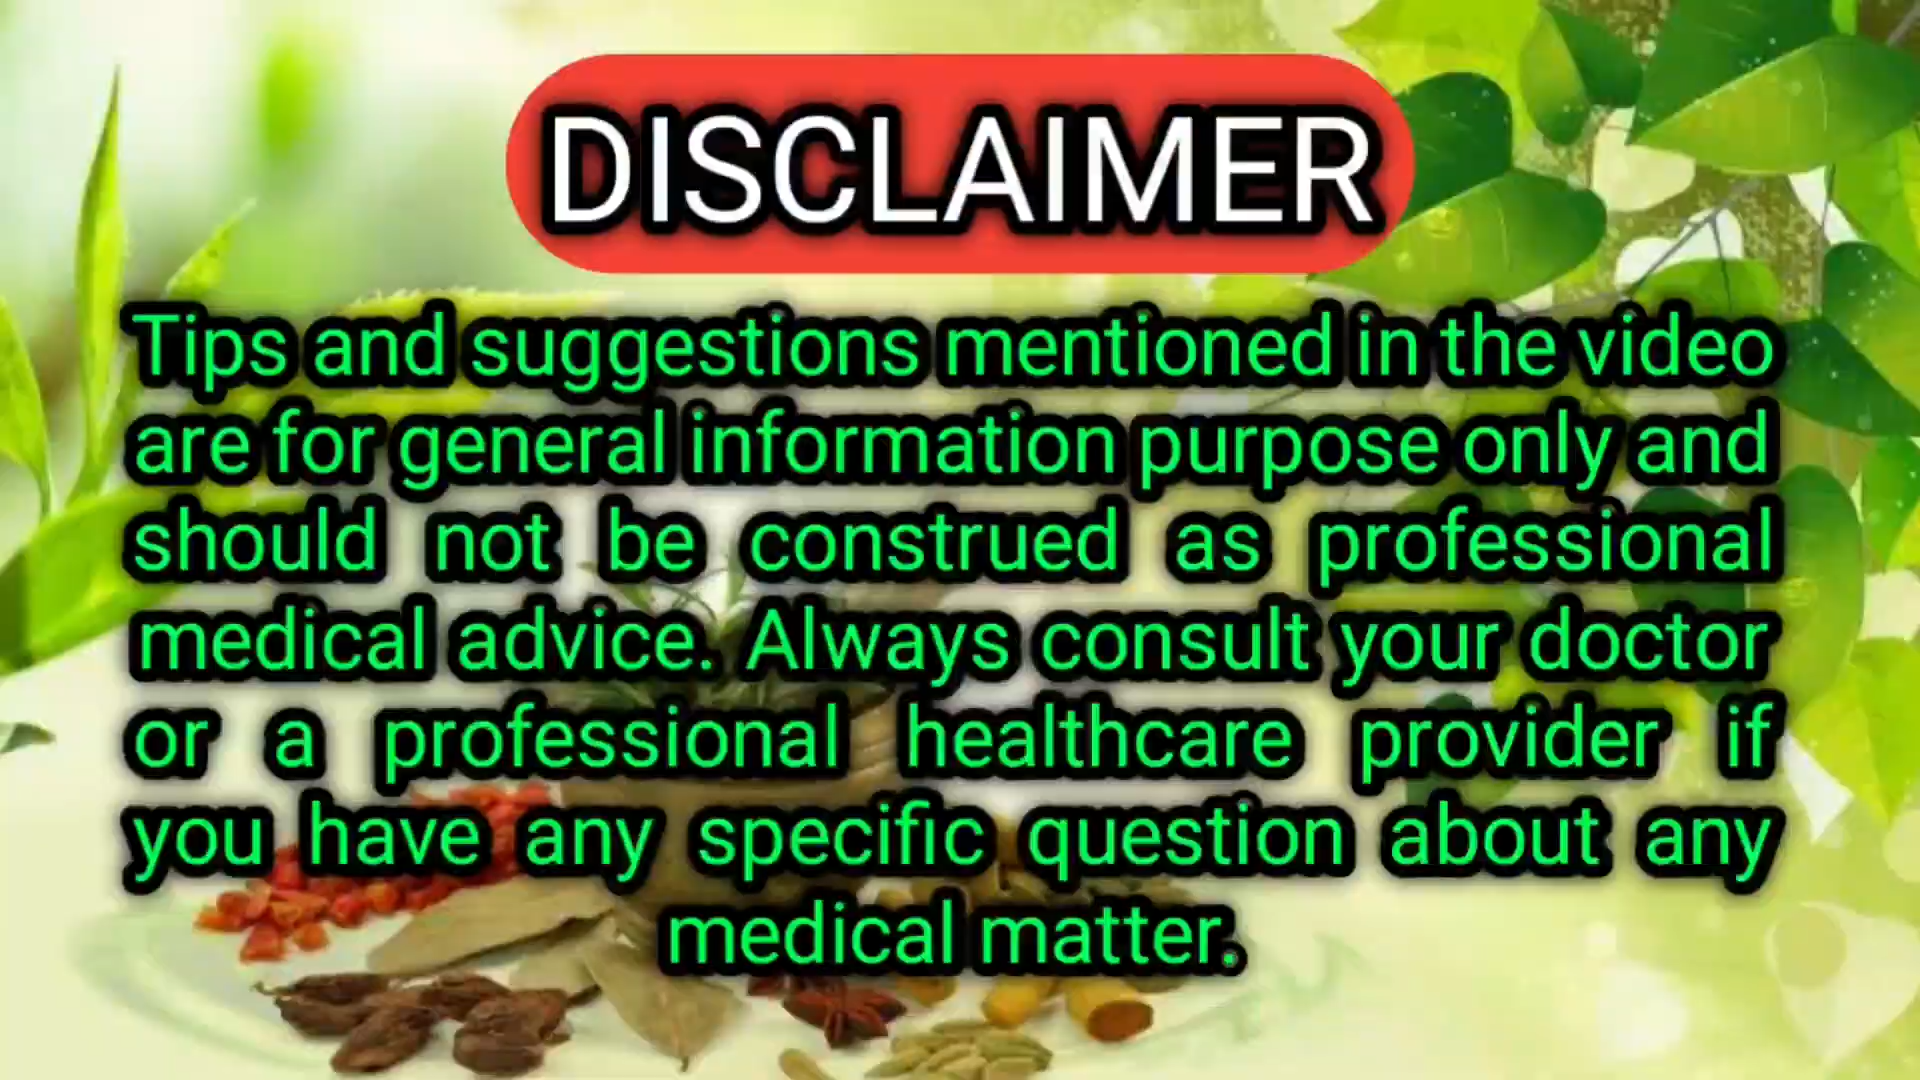 DISCLAIMER
Tips and suggestions mentioned in the video
are for general information purpose only and
should not be construed as professional
medical advice. Always consult your doctor
or a professional healthcare provider if
you have any specific question about any
medical matter.